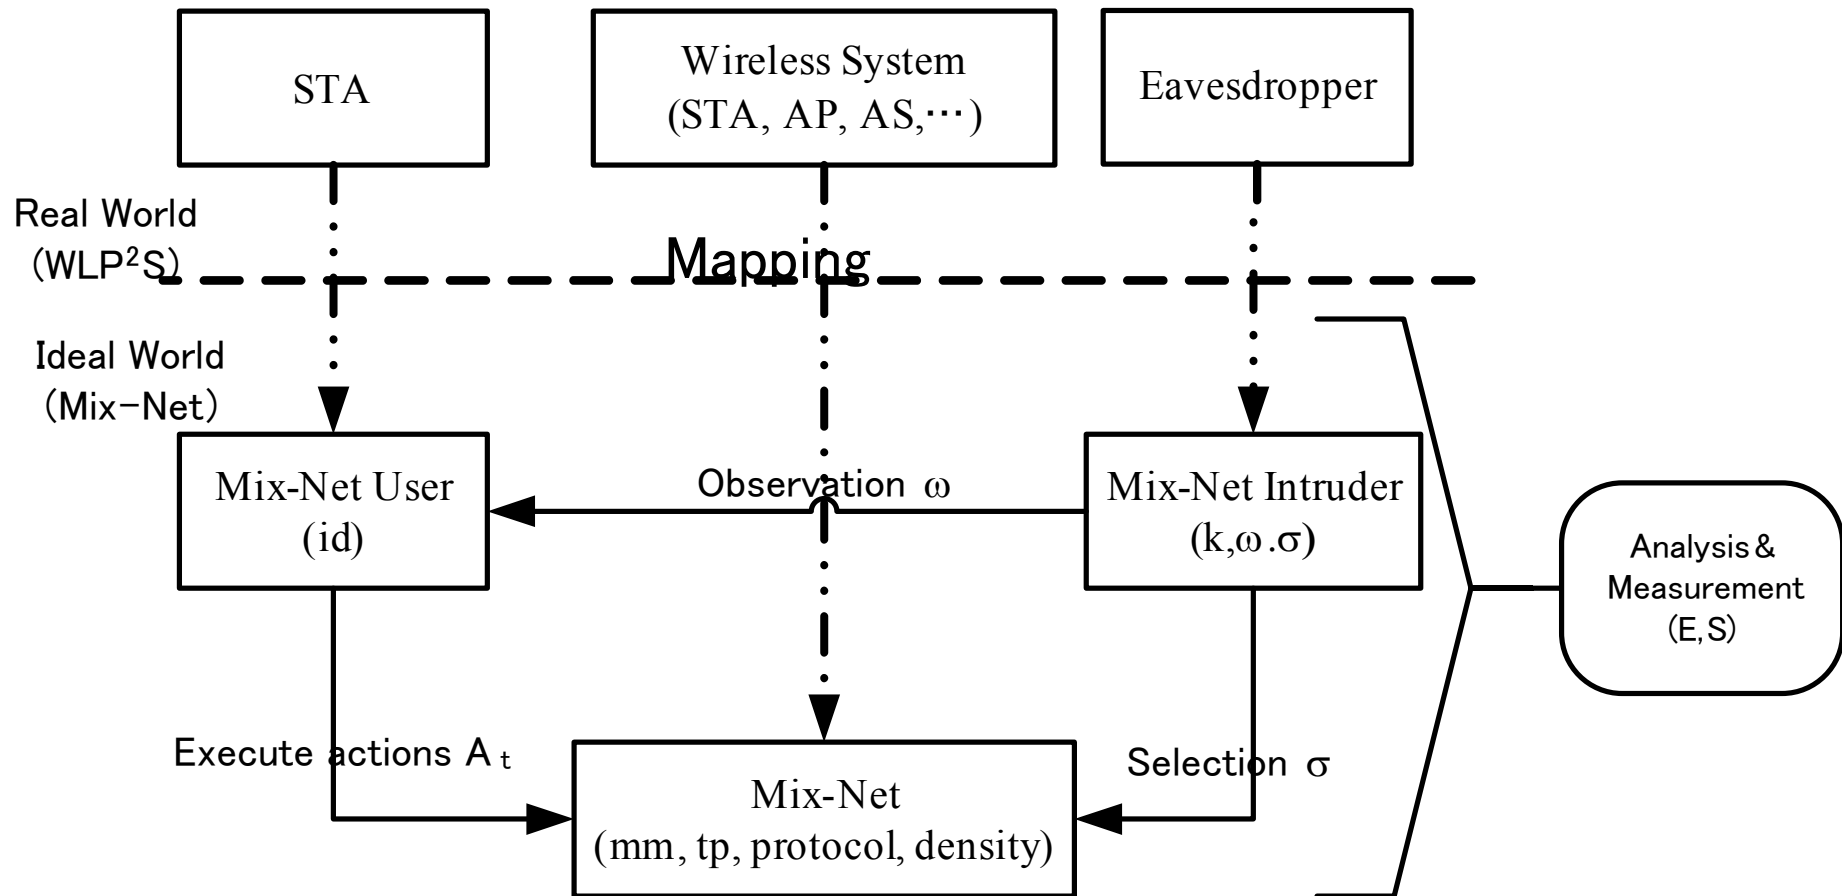 STA
Wireless System
(STA, AP, AS,⋯)
Eavesdropper
Real World
(WLP²S)
Mapping
Ideal World
(Mix-Net)
Mix-Net User
(id)
Observation ω
Mix-Net Intruder
(k,ω.σ)
Analysis &
Measurement
(E,S)
Execute actions A t
Selection σ
Mix-Net
(mm, tp, protocol, density)